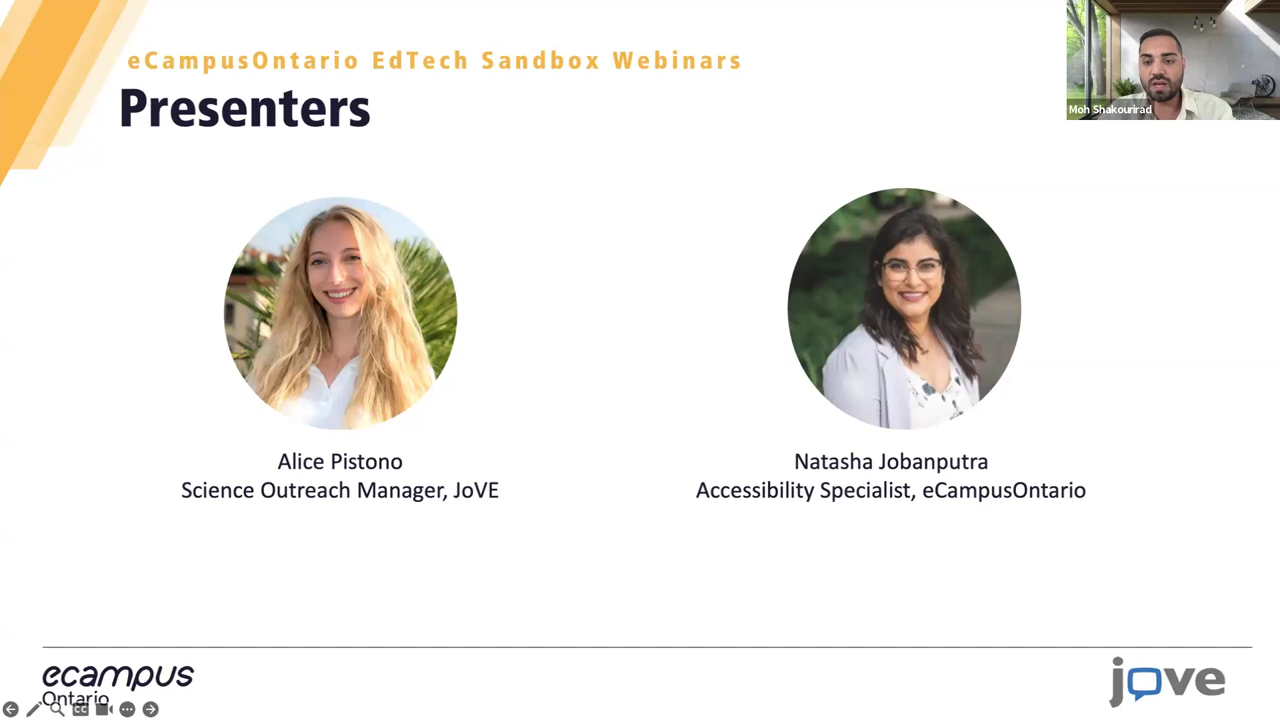 eCampusOntario EdTech Sandbox Webinars
Presenters
Moh Shakourirad
Alice Pistono
Science Outreach Manager, JoVE
Natasha Jobanputra
Accessibility Specialist, eCampusOntario
ecampus
Ontario
CC
jove